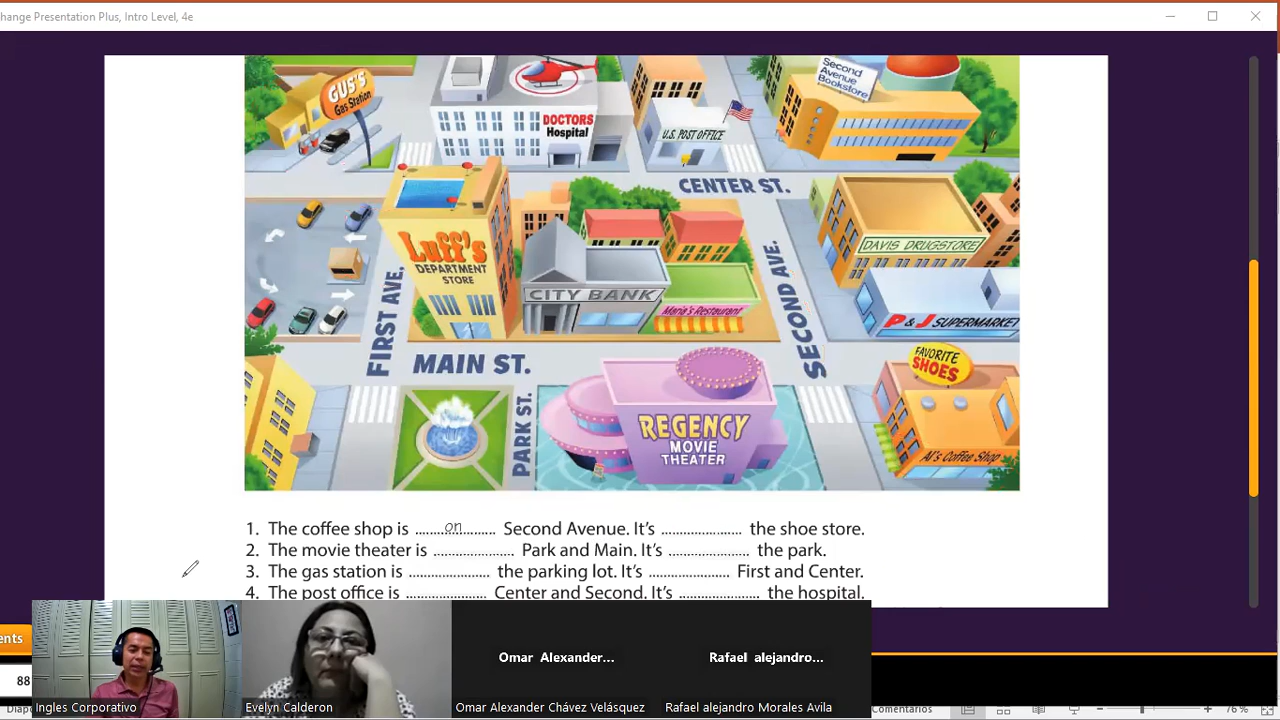 hange Presentation Plus, Intro Level, 4e
GUS'S
Gas Station
DOCTORS
Hospital
U.S. POST OFFICE
Second
Avenue
Bookstore
CENTER ST.
Luff's
DEPARTMENT
STORE
CITY BANK
Maria's Restaurant
DAVIS DRUGSTORE
P & J SUPERMARKET
FIRST AVE.
SECOND AVE.
MAIN ST.
PARK ST.
REGENCY
MOVIE
THEATER
FAVORITE
SHOES
Al's Coffee Shop
1. The coffee shop is ......on...... Second Avenue. It's .................... the shoe store.
2. The movie theater is .................... Park and Main. It's .................... the park.
3. The gas station is .................... the parking lot. It's .................... First and Center.
4. The post office is .................... Center and Second. It's .................... the hospital.
ents
88
Ingles Corporativo
Evelyn Calderon
Omar Alexander...
Omar Alexander Chávez Velásquez
Rafael alejandro...
Rafael alejandro Morales Avila
Diapo
Comentarios
76 %